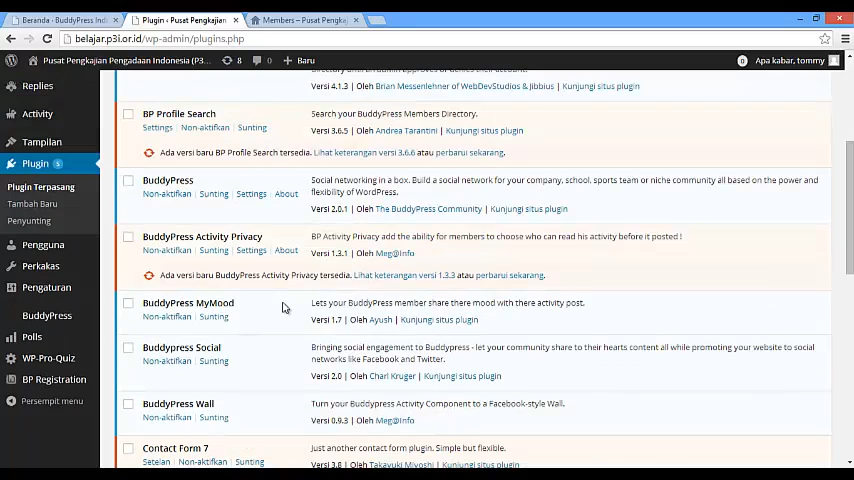 Beranda - BuddyPress Ind
Plugin ‹ Pusat Pengkajian
Members – Pusat Pengkaj
belajar.p3i.or.id/wp-admin/plugins.php
Pusat Pengkajian Pengadaan Indonesia (P3...
8
0
Baru
0
Apa kabar, tommy
Replies
Activity
Tampilan
Plugin 5
Plugin Terpasang
Tambah Baru
Penyunting
Pengguna
Perkakas
Pengaturan
BuddyPress
Polls
WP-Pro-Quiz
BP Registration
Persempit menu
Versi 4.1.3 | Oleh Brian Messenlehner of WebDevStudios & Jibbius | Kunjungi situs plugin
BP Profile Search
Search your BuddyPress Members Directory.
Settings | Non-aktifkan | Sunting
Versi 3.6.5 | Oleh Andrea Tarantini | Kunjungi situs plugin
Ada versi baru BP Profile Search tersedia. Lihat keterangan versi 3.6.6 atau perbarui sekarang.
BuddyPress
Social networking in a box. Build a social network for your company, school, sports team or niche community all based on the power and
flexibility of WordPress.
Non-aktifkan | Sunting | Settings | About
Versi 2.0.1 | Oleh The BuddyPress Community | Kunjungi situs plugin
BuddyPress Activity Privacy
BP Activity Privacy add the ability for members to choose who can read his activity before it posted !
Non-aktifkan | Sunting | Settings | About
Versi 1.3.1 | Oleh Meg@Info
Ada versi baru BuddyPress Activity Privacy tersedia. Lihat keterangan versi 1.3.3 atau perbarui sekarang.
BuddyPress MyMood
Lets your BuddyPress member share there mood with there activity post.
Non-aktifkan | Sunting
Versi 1.7 | Oleh Ayush | Kunjungi situs plugin
Buddypress Social
Bringing social engagement to Buddypress - let your community share to their hearts content all while promoting your website to social
networks like Facebook and Twitter.
Non-aktifkan | Sunting
Versi 2.0 | Oleh Charl Kruger | Kunjungi situs plugin
BuddyPress Wall
Turn your Buddypress Activity Component to a Facebook-style Wall.
Non-aktifkan | Sunting
Versi 0.9.3 | Oleh Meg@Info
Contact Form 7
Just another contact form plugin. Simple but flexible.
Setelan | Non-aktifkan | Sunting
Versi 3.8 | Oleh Takayuki Miyoshi | Kunjungi situs plugin